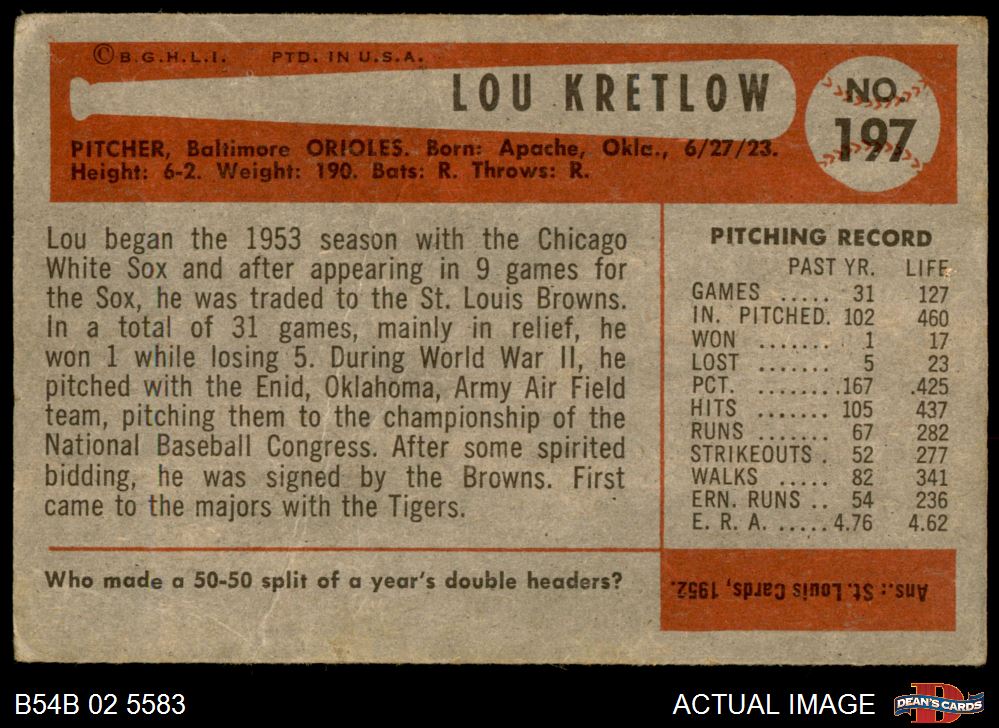 © B.G.H.L.I. PTD. IN U.S.A.
LOU KRETLOW
NO. 197
PITCHER, Baltimore ORIOLES. Born: Apache, Okla., 6/27/23.
Height: 6-2. Weight: 190. Bats: R. Throws: R.
Lou began the 1953 season with the Chicago
White Sox and after appearing in 9 games for
the Sox, he was traded to the St. Louis Browns.
In a total of 31 games, mainly in relief, he
won 1 while losing 5. During World War II, he
pitched with the Enid, Oklahoma, Army Air Field
team, pitching them to the championship of the
National Baseball Congress. After some spirited
bidding, he was signed by the Browns. First
came to the majors with the Tigers.
PITCHING RECORD
PAST YR. LIFE
GAMES ..... 31 127
IN. PITCHED. 102 460
WON ....... 1 17
LOST ....... 5 23
PCT. ........167 .425
HITS ....... 105 437
RUNS ....... 67 282
STRIKEOUTS . 52 277
WALKS ..... 82 341
ERN. RUNS .. 54 236
E. R. A. .....4.76 4.62
Who made a 50-50 split of a year's double headers?
Ans.: St. Louis Cards, 1952.
B54B 02 5583
ACTUAL IMAGE
DEAN'S CARDS